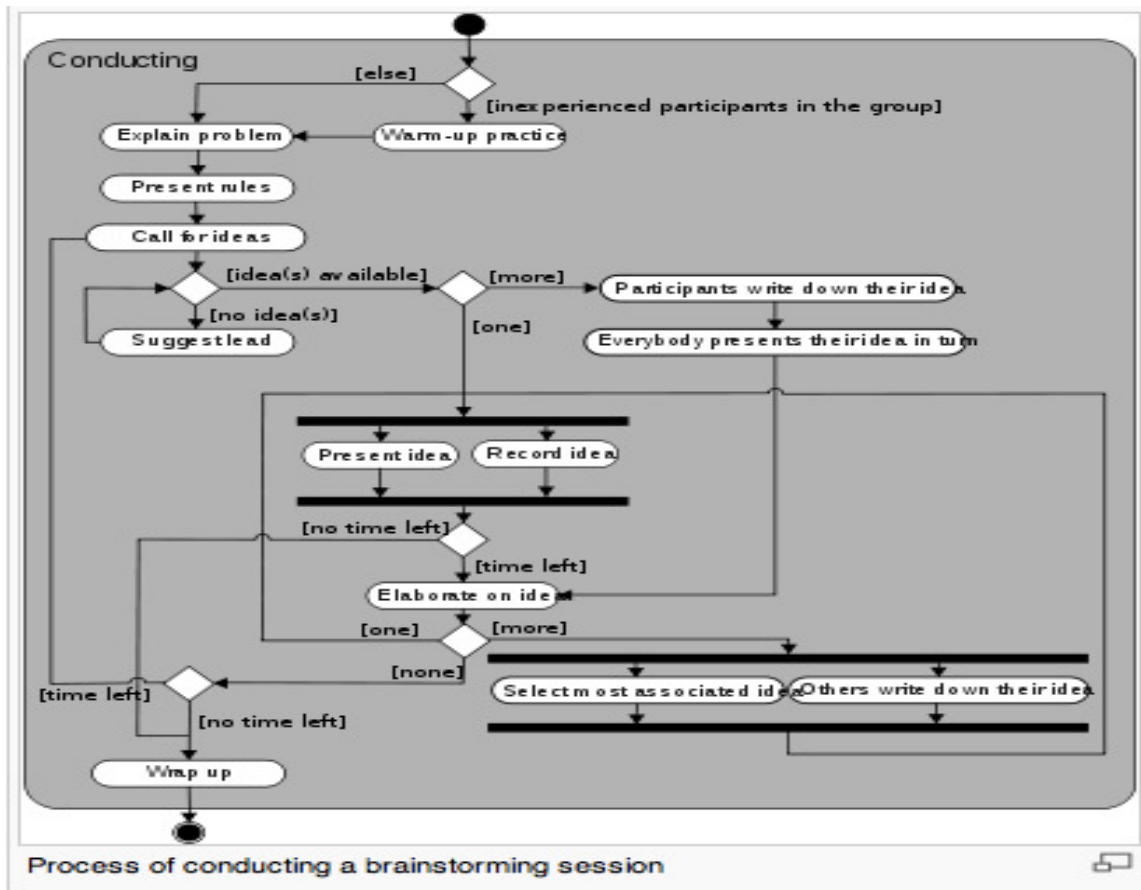 Conducting
[else]
[inexperienced participants in the group]
Explain problem
Warm-up practice
Present rules
Call for ideas
[idea(s) available]
[more]
Participants write down their idea
[no idea(s)]
[one]
Suggest lead
Everybody presents their idea in turn
Present idea
Record idea
[no time left]
[time left]
Elaborate on idea
[one]
[more]
[none]
[time left]
Select most associated idea
Others write down their idea
[no time left]
Wrap up
Process of conducting a brainstorming session